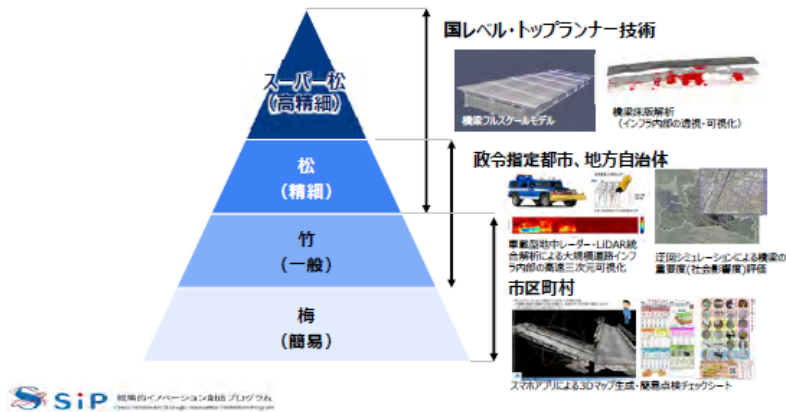 国レベル・トップランナー技術
スーパー松
(高精細)
橋梁フルスケールモデル
橋梁床版解析
(インフラ内部の透視・可視化)
政令指定都市、地方自治体
松
(精細)
車載型地中レーダー・LiDAR統
合解析による大規模道路インフ
ラ内部の高速三次元可視化
迂回シミュレーションによる橋梁の
重要度(社会影響度)評価
竹
(一般)
市区町村
梅
(簡易)
スマホアプリによる3Dマップ生成・簡易点検チェックシート
SiP 戦略的イノベーション創造プログラム